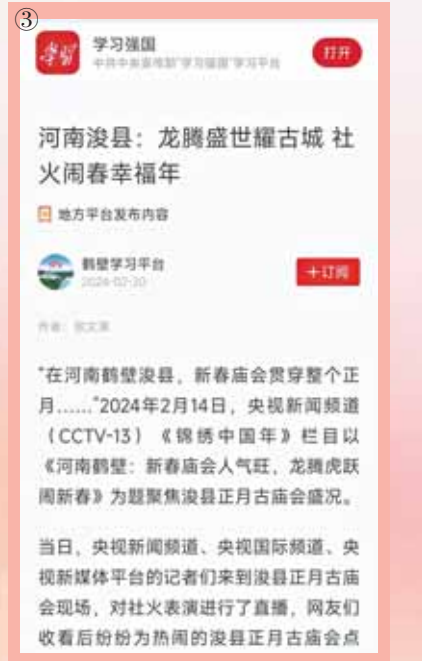 ③
学习强国
中共中央宣传部"学习强国"学习平台
打开
河南浚县：龙腾盛世耀古城 社
火闹春幸福年
地方平台发布内容
鹤壁学习平台
2024-02-20
+订阅
"在河南鹤壁浚县，新春庙会贯穿整个正
月......"2024年2月14日，央视新闻频道
（CCTV-13）《锦绣中国年》栏目以
《河南鹤壁：新春庙会人气旺，龙腾虎跃
闹新春》为题聚焦浚县正月古庙会盛况。
当日，央视新闻频道、央视国际频道、央
视新媒体平台的记者们来到浚县正月古庙
会现场，对社火表演进行了直播，网友们
收看后纷纷为热闹的浚县正月古庙会点